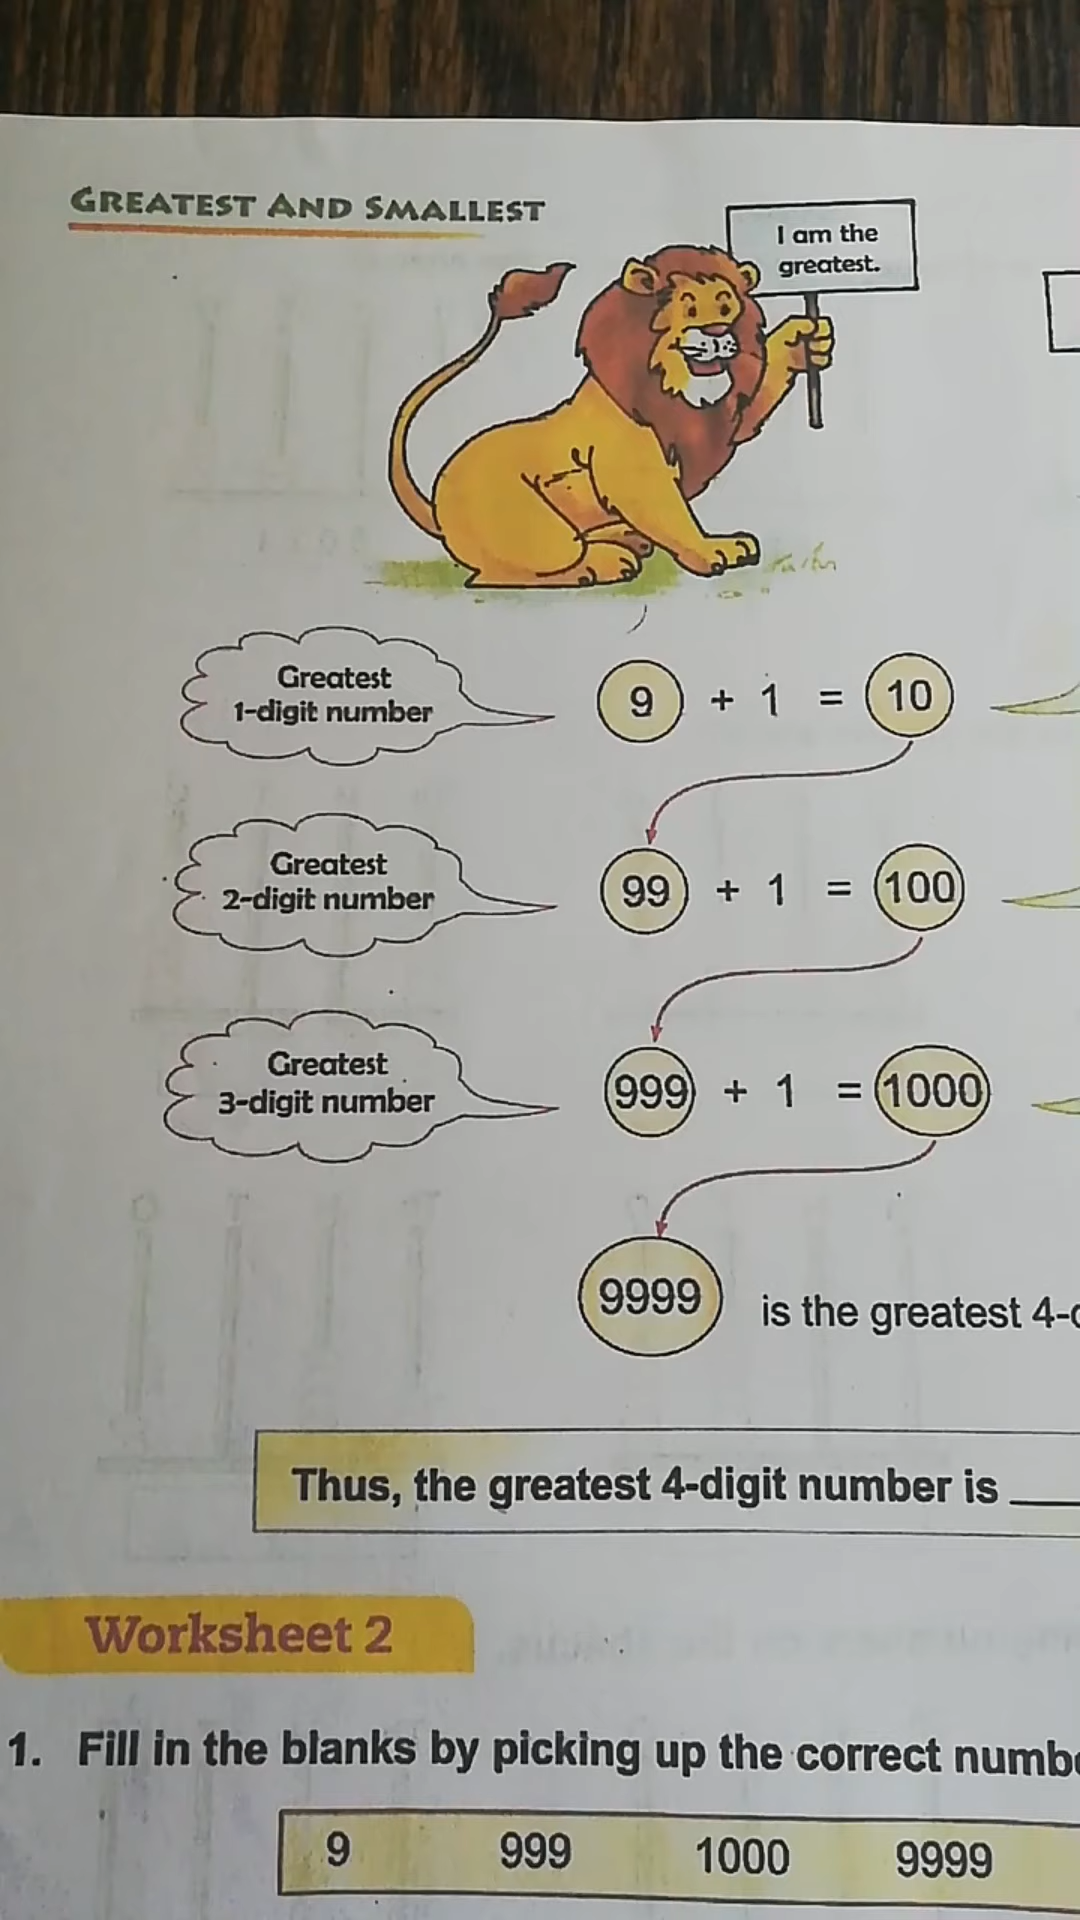 GREATEST AND SMALLEST
I am the
greatest.
Greatest
1-digit number
9 + 1 = 10
Greatest
2-digit number
99 + 1 = 100
Greatest
3-digit number
999 + 1 = 1000
9999 is the greatest 4-
Thus, the greatest 4-digit number is
Worksheet 2
1. Fill in the blanks by picking up the correct
9 999 1000 9999